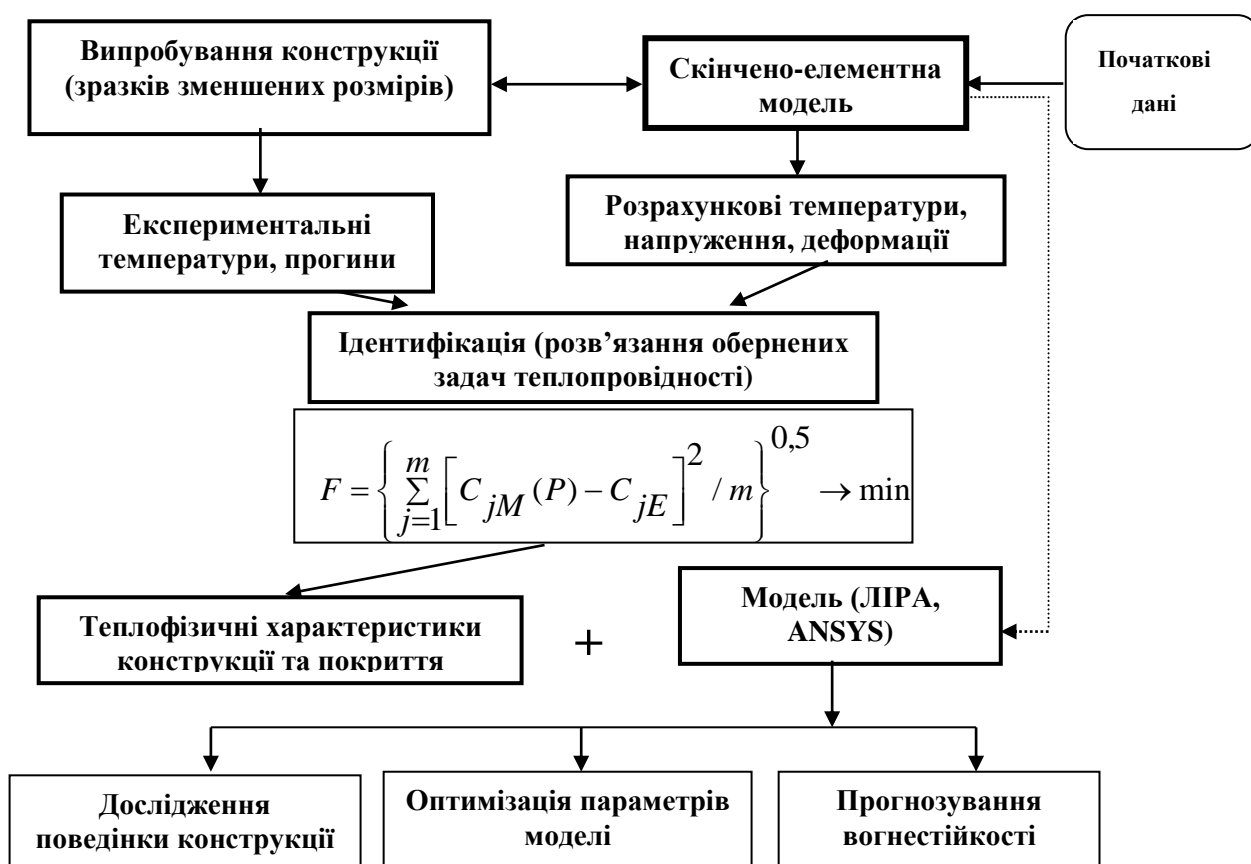 Випробування конструкції
(зразків зменшених розмірів)
Скінчено-елементна
модель
Початкові
дані
Експериментальні
температури, прогини
Розрахункові температури,
напруження, деформації
Ідентифікація (розв’язання обернених
задач теплопровідності)
F = { ∑_{j=1}^{m} [ C_{jM} (P) − C_{jE} ]^2 / m }^{0,5} → min
Теплофізичні характеристики
конструкції та покриття
+
Модель (ЛІРА,
ANSYS)
Дослідження
поведінки конструкції
Оптимізація параметрів
моделі
Прогнозування
вогнестійкості